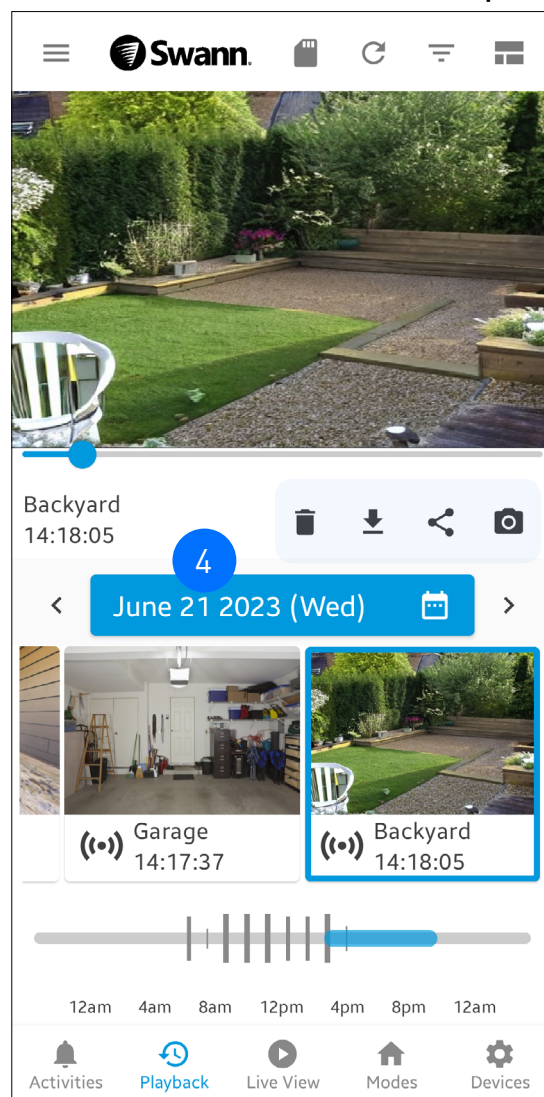 Swann.
Backyard
14:18:05
4
June 21 2023 (Wed)
Garage
14:17:37
Backyard
14:18:05
12am 4am 8am 12pm 4pm 8pm 12am
Activities Playback Live View Modes Devices